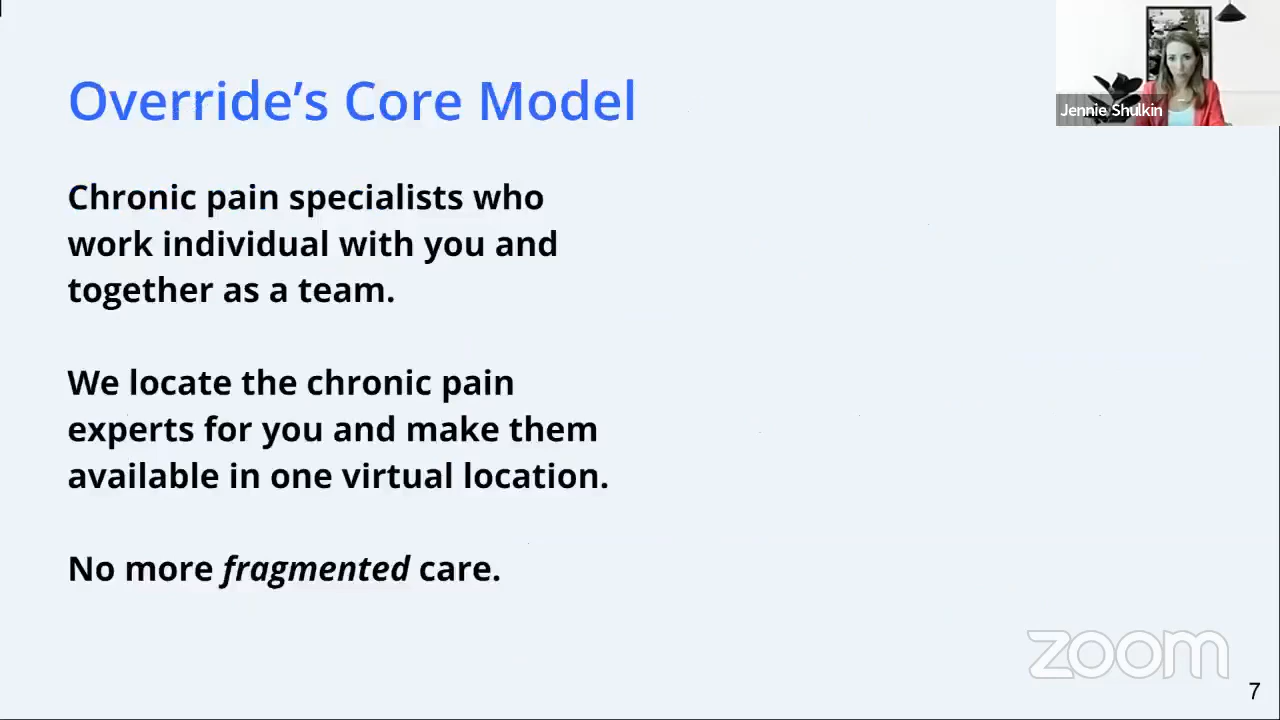 Override's Core Model
Jennie Shulkin
Chronic pain specialists who
work individual with you and
together as a team.
We locate the chronic pain
experts for you and make them
available in one virtual location.
No more fragmented care.
zoom
7